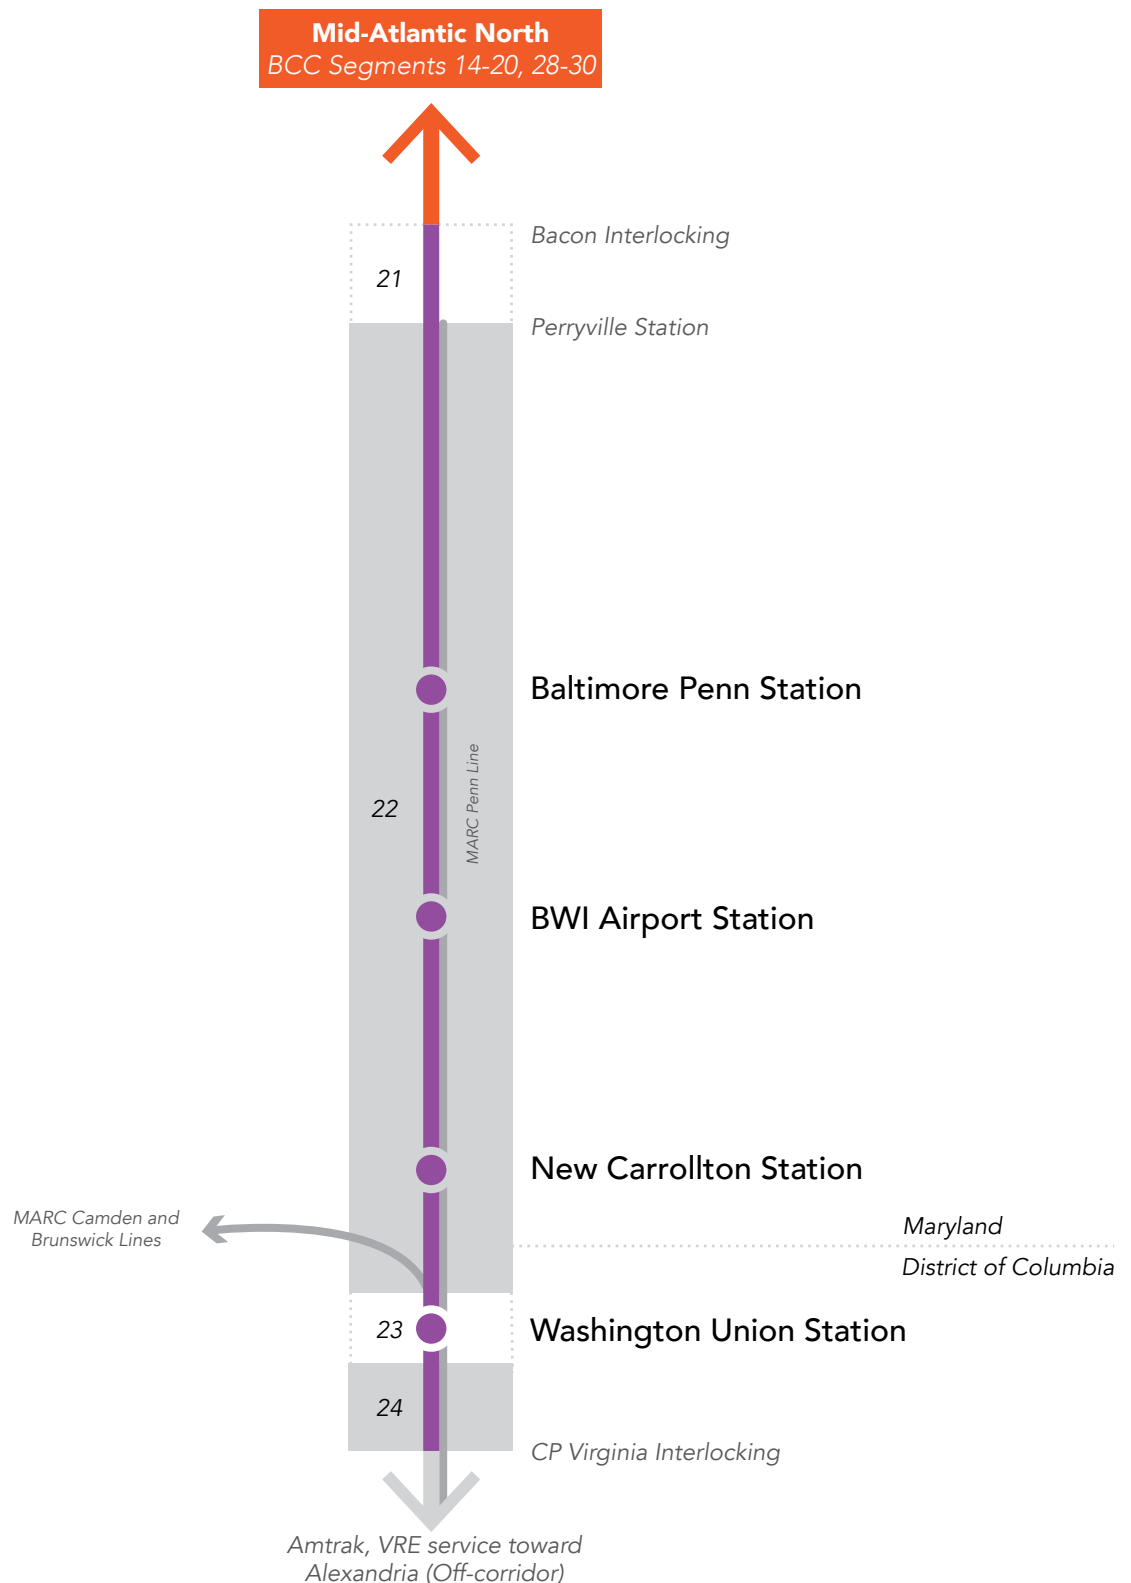 Mid-Atlantic North
BCC Segments 14-20, 28-30
Bacon Interlocking
21
Perryville Station
Baltimore Penn Station
MARC Penn Line
22
BWI Airport Station
New Carrollton Station
MARC Camden and
Brunswick Lines
Maryland
District of Columbia
23
Washington Union Station
24
CP Virginia Interlocking
Amtrak, VRE service toward
Alexandria (Off-corridor)